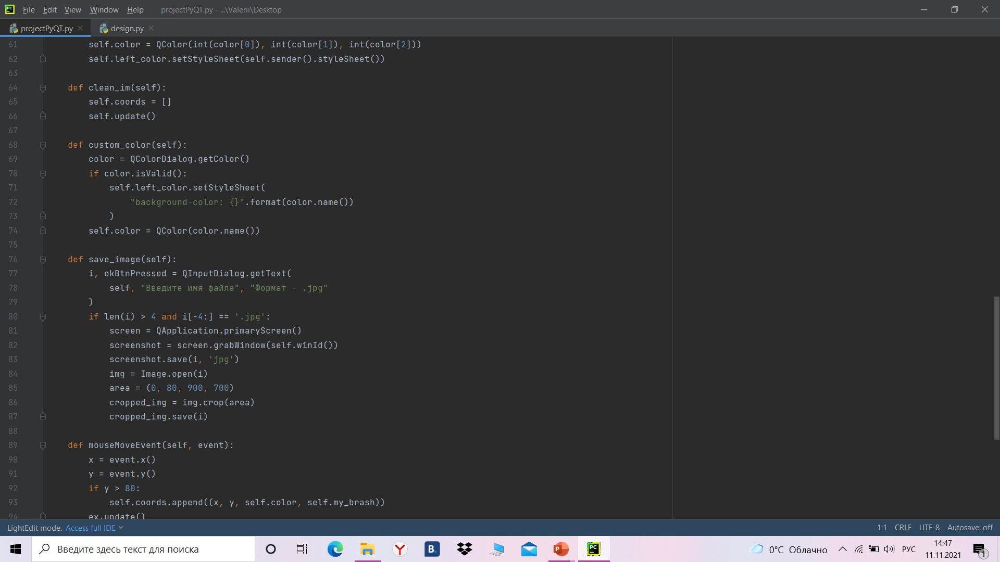 File Edit View Window Help projectPyQT.py - ...\Valerii\Desktop
projectPyQT.py design.py
61 self.color = QColor(int(color[0]), int(color[1]), int(color[2]))
62 self.left_color.setStyleSheet(self.sender().styleSheet())
63
64 def clean_im(self):
65 self.coords = []
66 self.update()
67
68 def custom_color(self):
69 color = QColorDialog.getColor()
70 if color.isValid():
71 self.left_color.setStyleSheet(
72 "background-color: {}".format(color.name())
73 )
74 self.color = QColor(color.name())
75
76 def save_image(self):
77 i, okBtnPressed = QInputDialog.getText(
78 self, "Введите имя файла", "Формат - .jpg"
79 )
80 if len(i) > 4 and i[-4:] == '.jpg':
81 screen = QApplication.primaryScreen()
82 screenshot = screen.grabWindow(self.winId())
83 screenshot.save(i, 'jpg')
84 img = Image.open(i)
85 area = (0, 80, 900, 700)
86 cropped_img = img.crop(area)
87 cropped_img.save(i)
88
89 def mouseMoveEvent(self, event):
90 x = event.x()
91 y = event.y()
92 if y > 80:
93 self.coords.append((x, y, self.color, self.my_brash))
94 ex.update()
LightEdit mode. Access full IDE 1:1 CRLF UTF-8 Autosave: off
Введите здесь текст для поиска
0°C Облачно РУС 14:47
11.11.2021
1